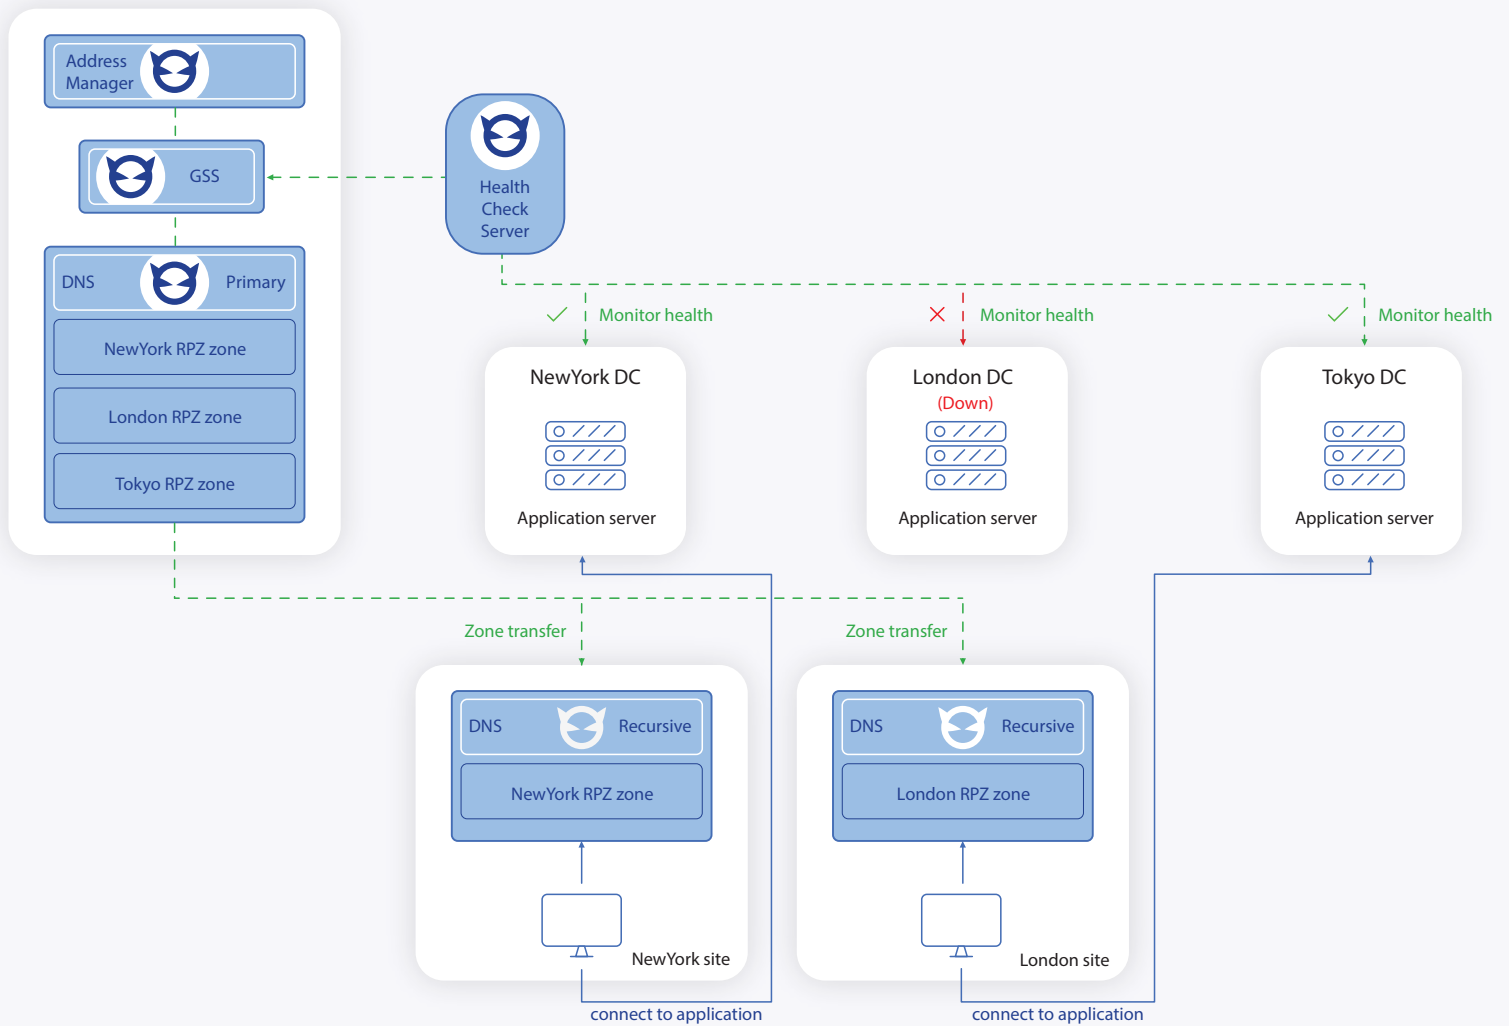 Address
Manager
GSS
Health
Check
Server
DNS
Primary
NewYork RPZ zone
London RPZ zone
Tokyo RPZ zone
Monitor health
Monitor health
Monitor health
NewYork DC
Application server
London DC
(Down)
Application server
Tokyo DC
Application server
Zone transfer
Zone transfer
DNS
Recursive
NewYork RPZ zone
NewYork site
connect to application
DNS
Recursive
London RPZ zone
London site
connect to application